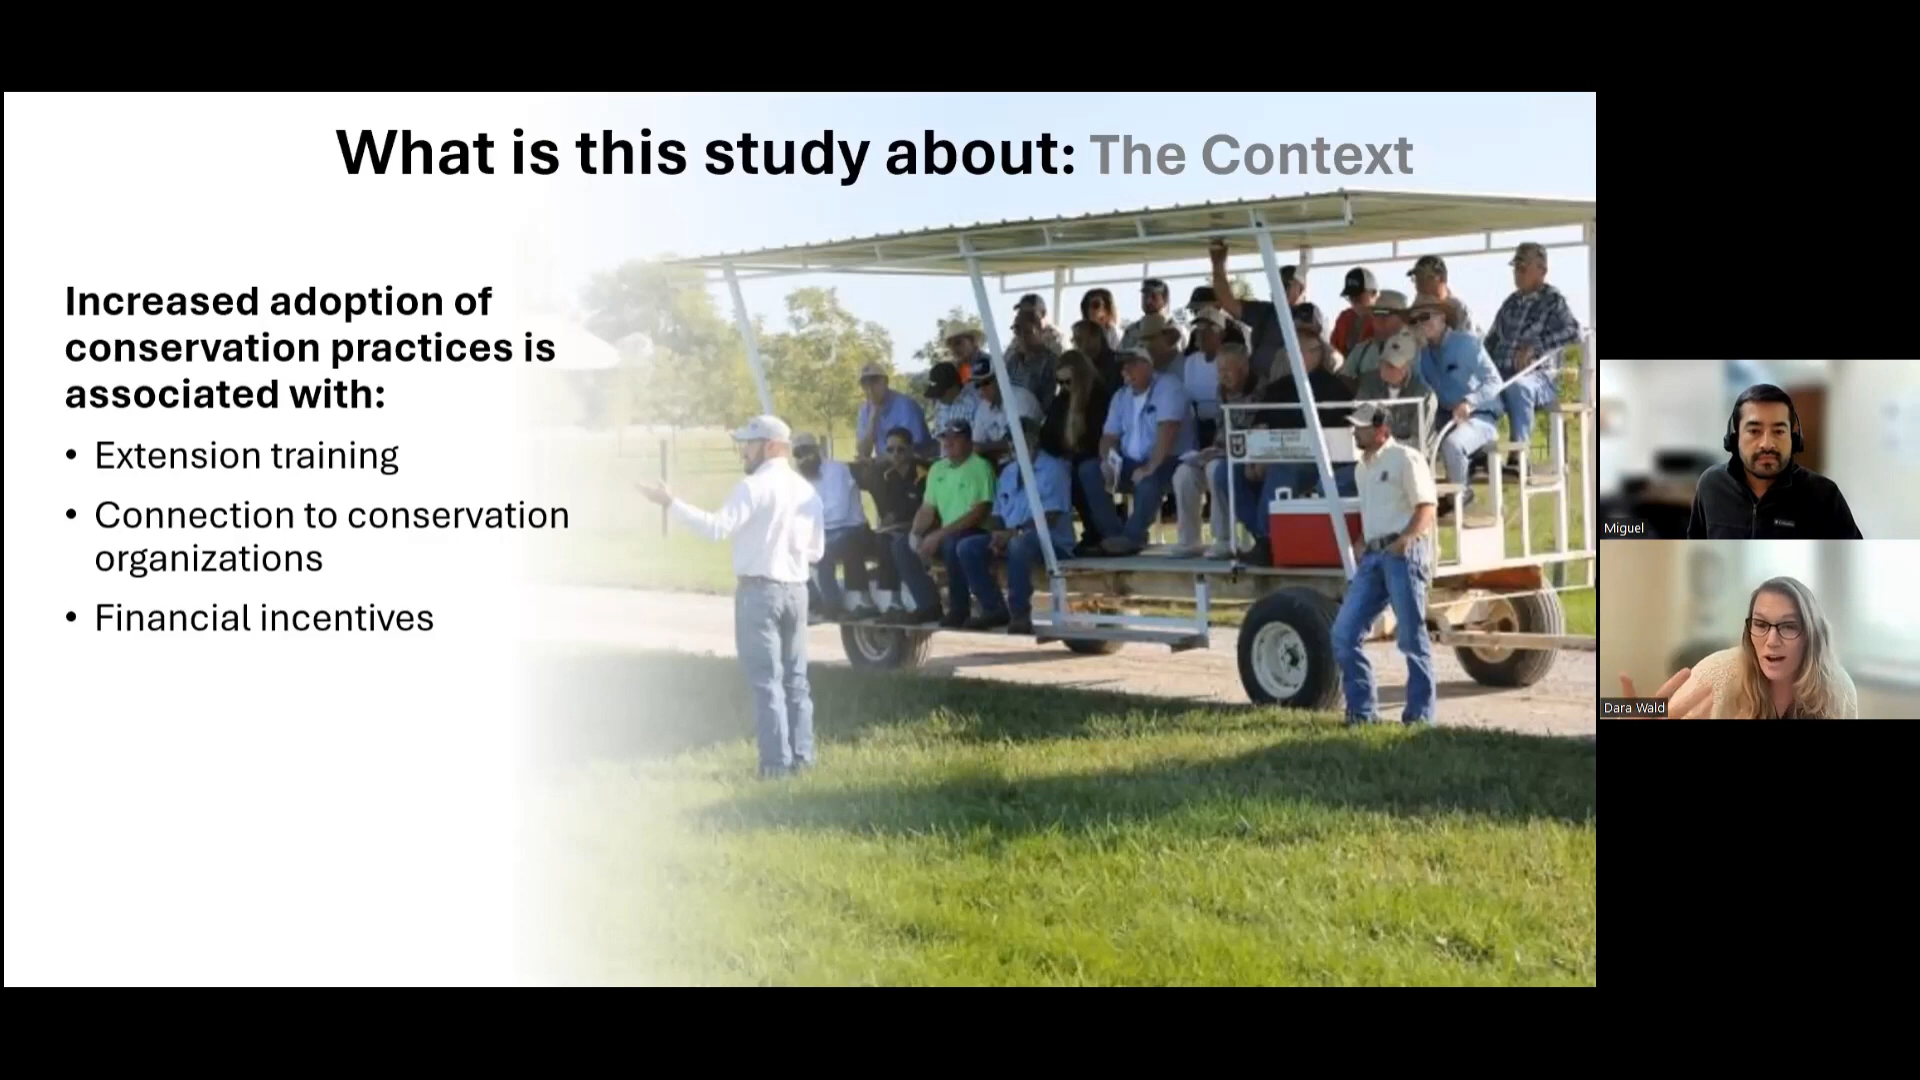 What is this study about: The Context
Increased adoption of
conservation practices is
associated with:
• Extension training
• Connection to conservation
organizations
• Financial incentives
Miguel
Dara Wald